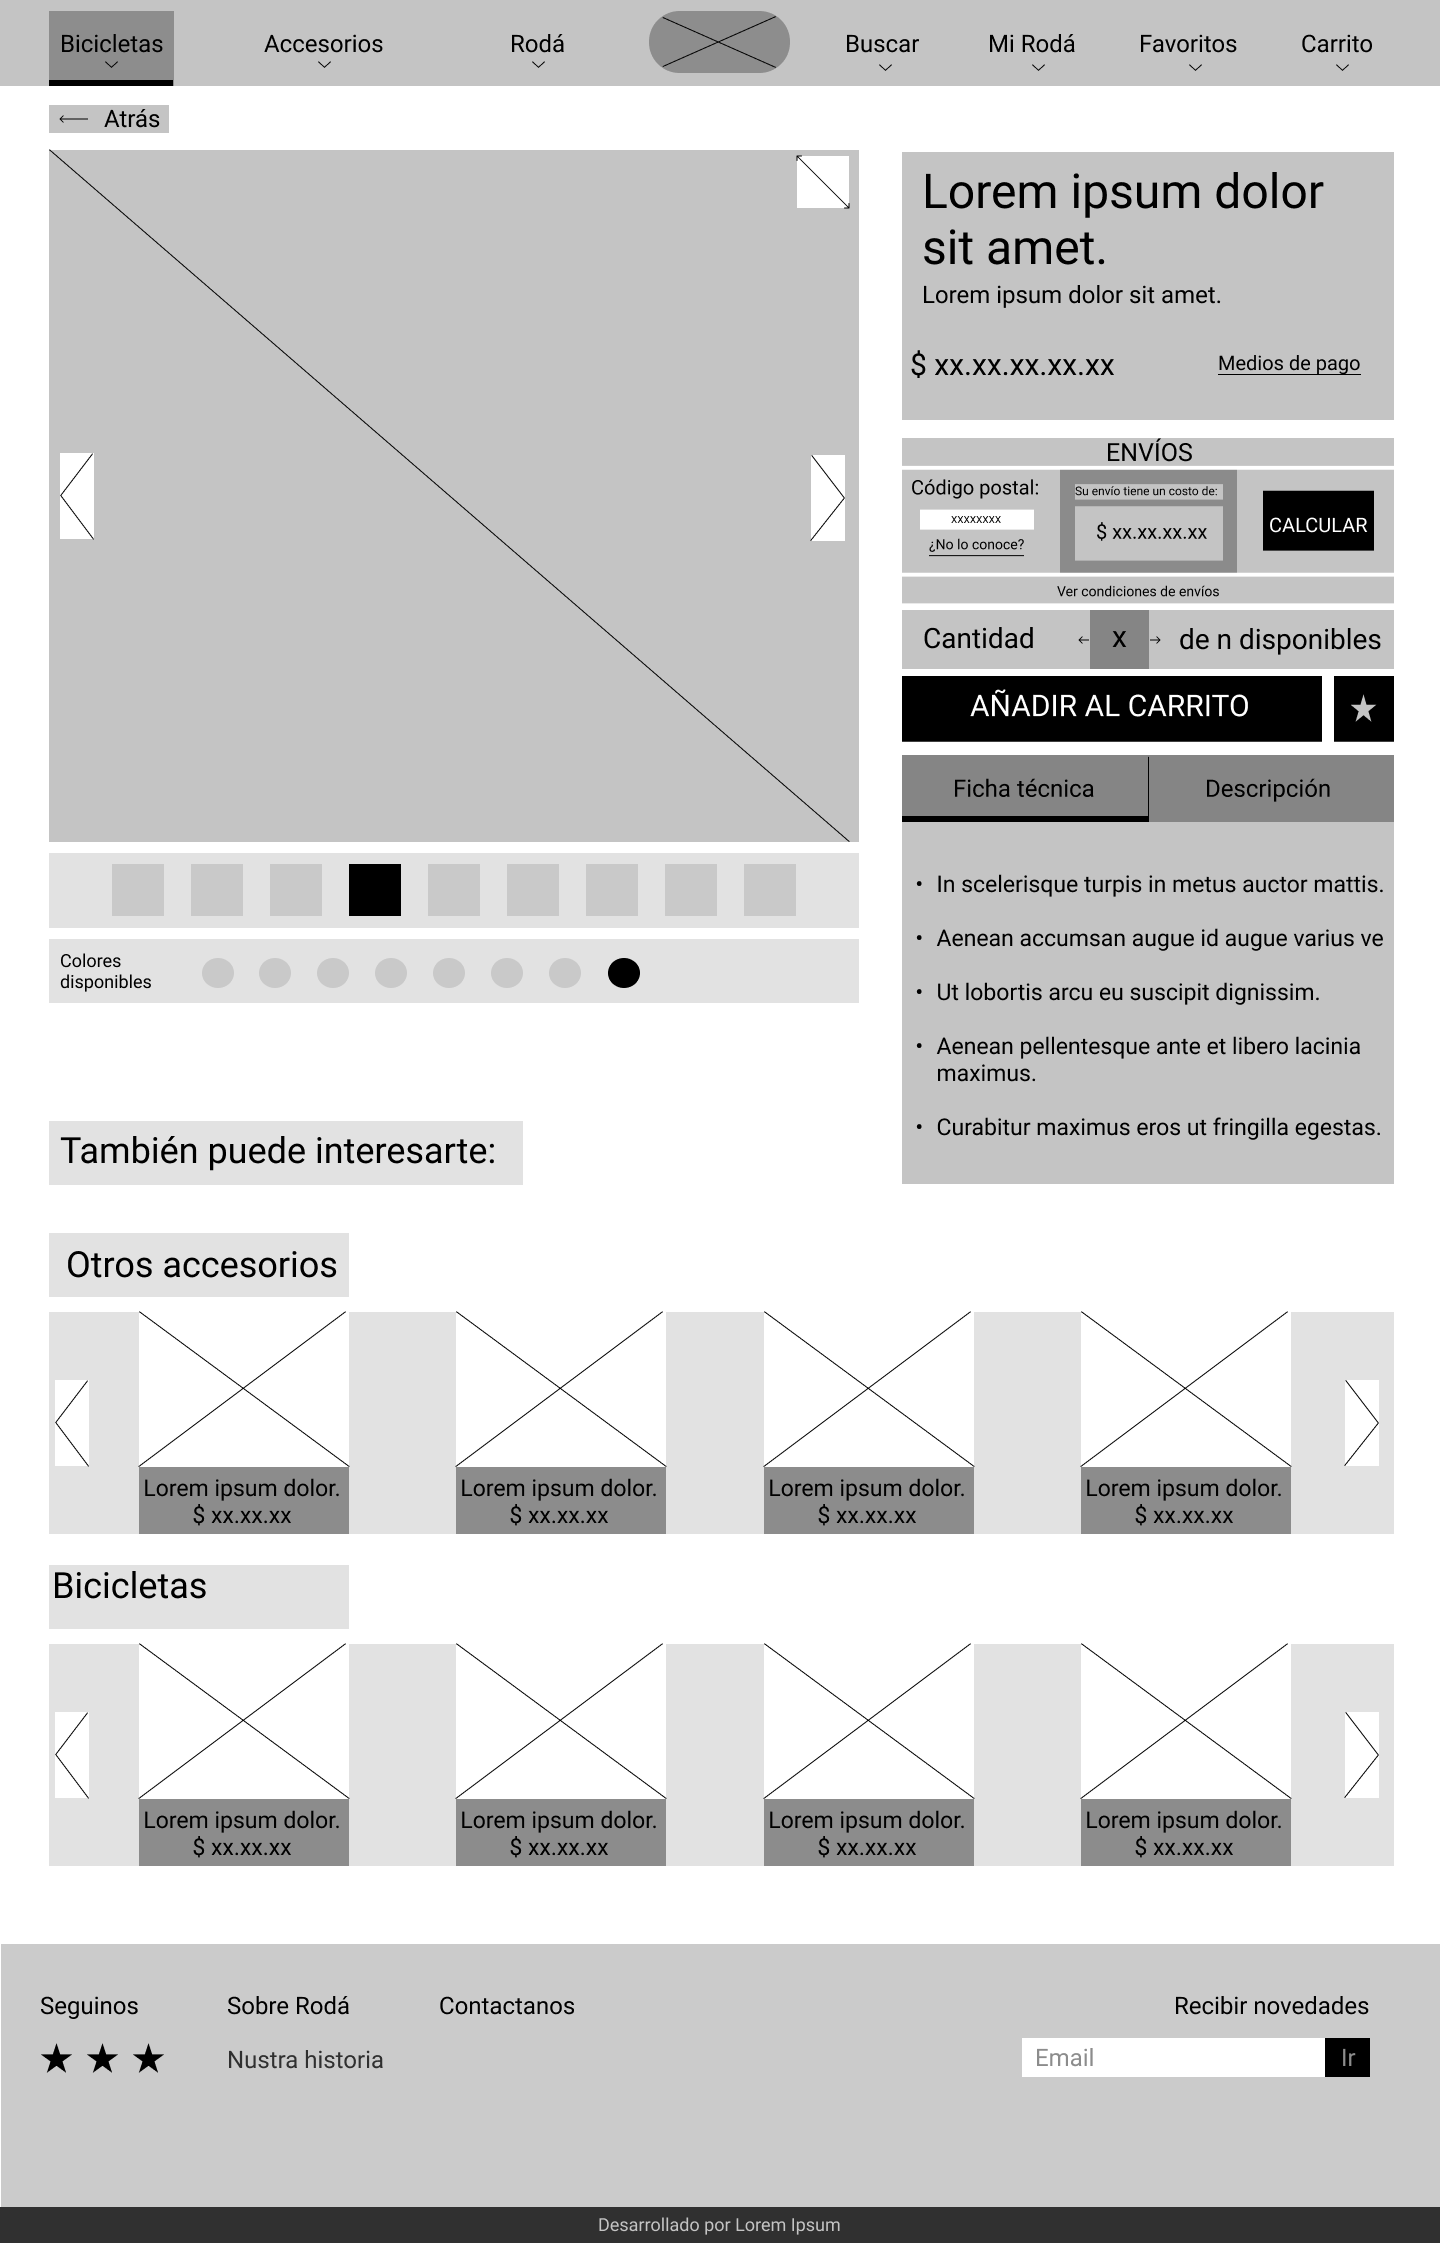 Bicicletas Accesorios Rodá Buscar Mi Rodá Favoritos Carrito
Atrás
Lorem ipsum dolor
sit amet.
Lorem ipsum dolor sit amet.
$ xx.xx.xx.xx.xx Medios de pago
ENVÍOS
Código postal:
xxxxxxxx
¿No lo conoce?
Su envío tiene un costo de:
$ xx.xx.xx.xx
CALCULAR
Ver condiciones de envíos
Cantidad x de n disponibles
AÑADIR AL CARRITO
Ficha técnica Descripción
• In scelerisque turpis in metus auctor mattis.
• Aenean accumsan augue id augue varius ve
• Ut lobortis arcu eu suscipit dignissim.
• Aenean pellentesque ante et libero lacinia
maximus.
• Curabitur maximus eros ut fringilla egestas.
Colores
disponibles
También puede interesarte:
Otros accesorios
Lorem ipsum dolor. Lorem ipsum dolor. Lorem ipsum dolor. Lorem ipsum dolor.
$ xx.xx.xx $ xx.xx.xx $ xx.xx.xx $ xx.xx.xx
Bicicletas
Lorem ipsum dolor. Lorem ipsum dolor. Lorem ipsum dolor. Lorem ipsum dolor.
$ xx.xx.xx $ xx.xx.xx $ xx.xx.xx $ xx.xx.xx
Seguinos Sobre Rodá Contactanos Recibir novedades
Nustra historia Email Ir
Desarrollado por Lorem Ipsum